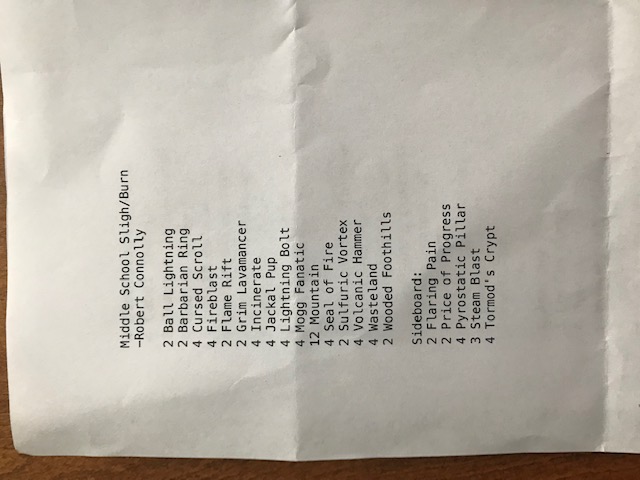 Middle School Sligh/Burn
-Robert Connolly
2 Ball Lightning
2 Barbarian Ring
4 Cursed Scroll
4 Fireblast
2 Flame Rift
2 Grim Lavamancer
4 Incinerate
4 Jackal Pup
4 Lightning Bolt
4 Mogg Fanatic
12 Mountain
4 Seal of Fire
2 Sulfuric Vortex
4 Volcanic Hammer
4 Wasteland
2 Wooded Foothills
Sideboard:
2 Flaring Pain
2 Price of Progress
4 Pyrostatic Pillar
3 Steam Blast
4 Tormod's Crypt